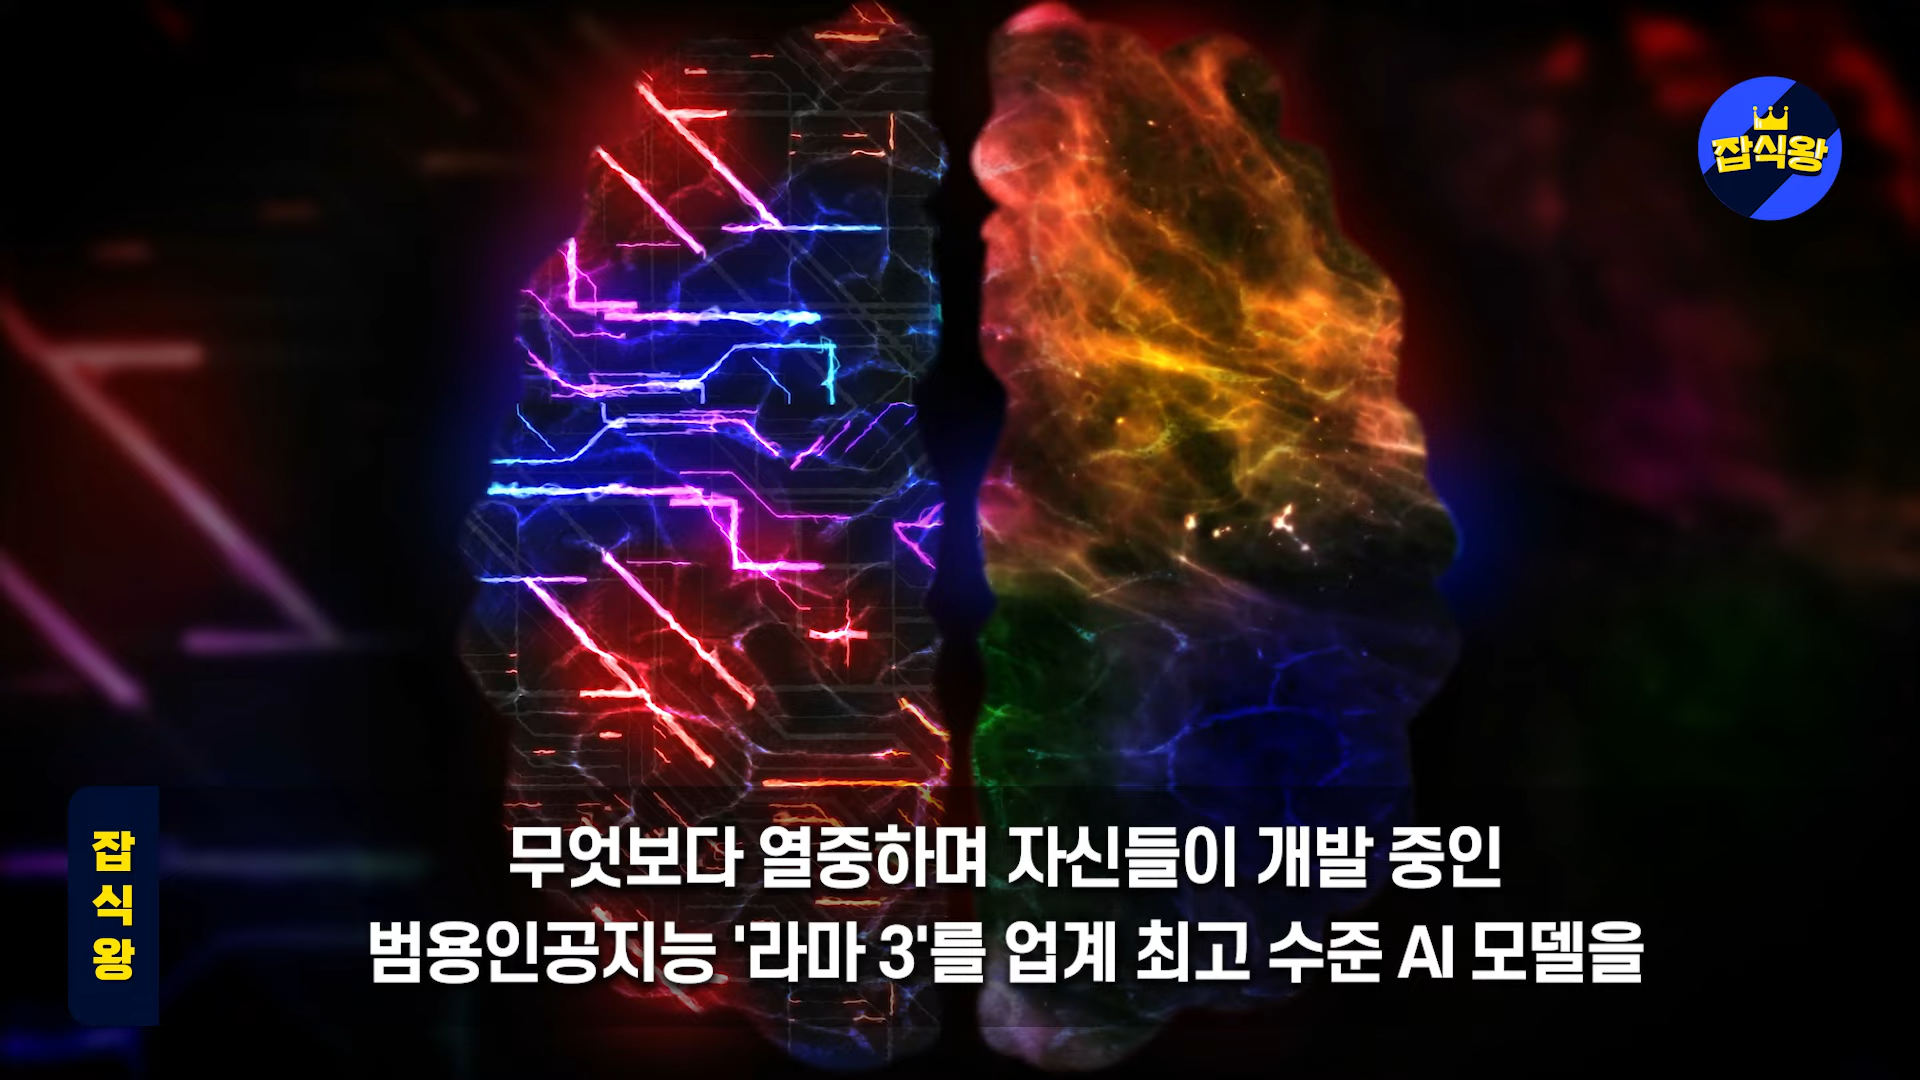 잡식왕
잡
식
왕
무엇보다 열중하며 자신들이 개발 중인
범용인공지능 '라마 3'를 업계 최고 수준 AI 모델을